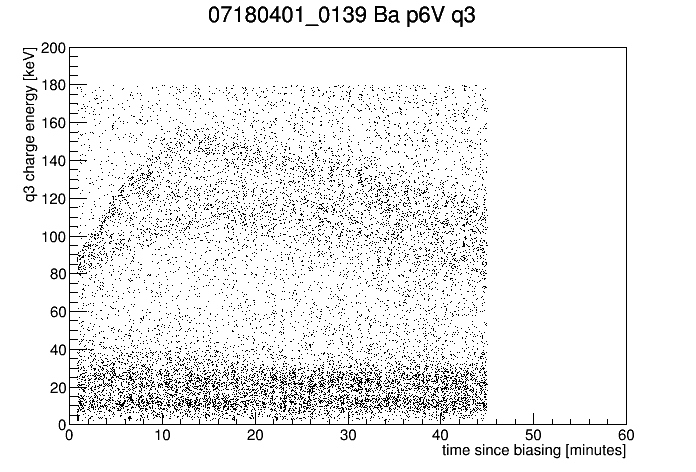 07180401_0139 Ba p6V q3
q3 charge energy [keV]
200
180
160
140
120
100
80
60
40
20
0
0 10 20 30 40 50 60
time since biasing [minutes]